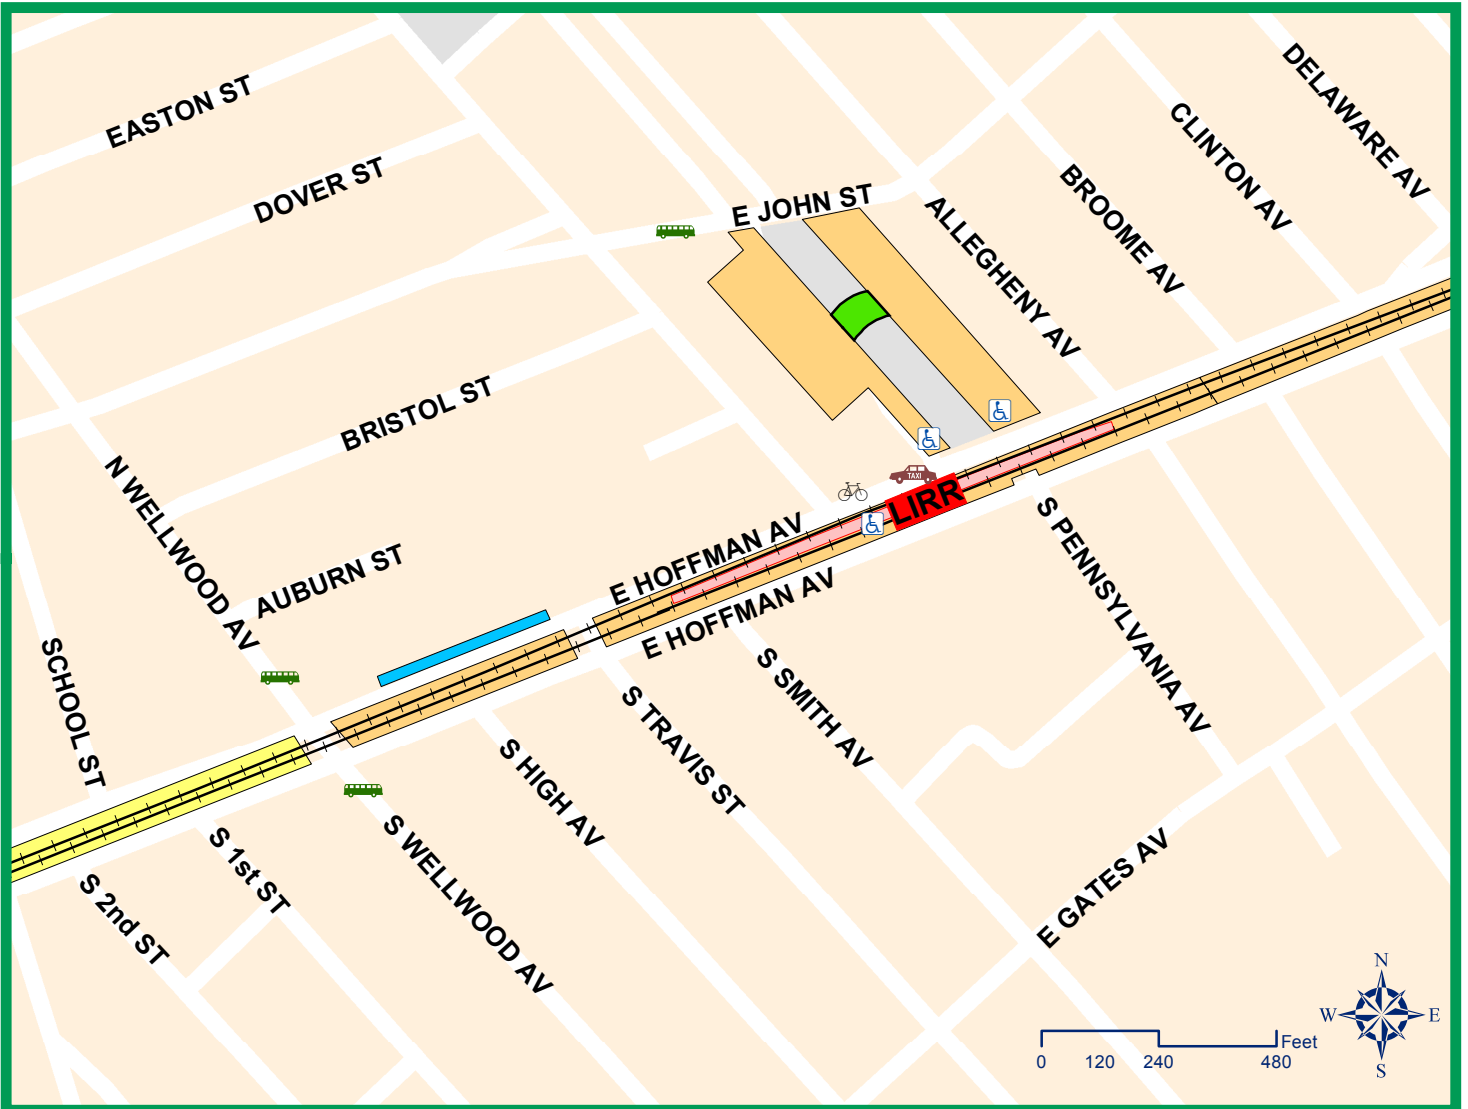 EASTON ST
DOVER ST
E JOHN ST
DELAWARE AV
CLINTON AV
BROOME AV
ALLEGHENY AV
BRISTOL ST
N WELLWOOD AV
AUBURN ST
TAXI
LIRR
E HOFFMAN AV
E HOFFMAN AV
S PENNSYLVANIA AV
SCHOOL ST
S SMITH AV
S TRAVIS ST
S HIGH AV
S WELLWOOD AV
S 1st ST
S 2nd ST
E GATES AV
N
W
E
S
Feet
0 120 240 480